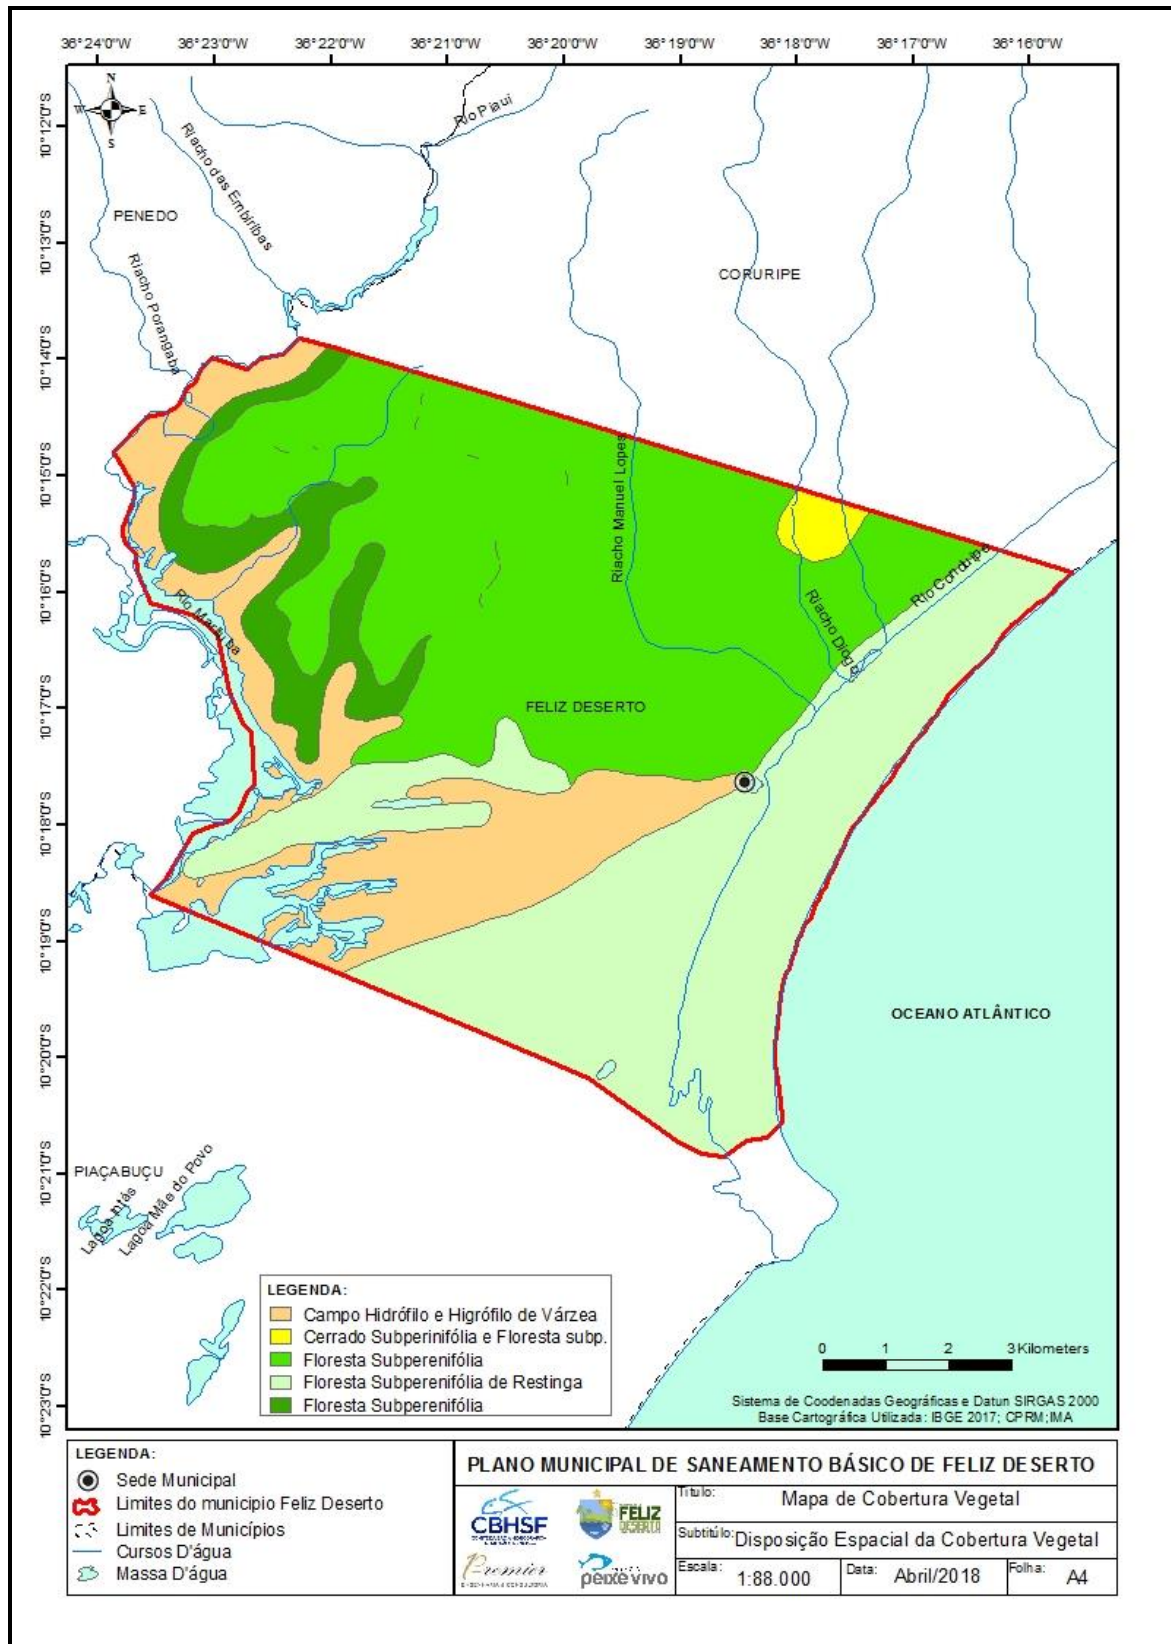 36°24'0"W 36°23'0"W 36°22'0"W 36°21'0"W 36°20'0"W 36°19'0"W 36°18'0"W 36°17'0"W 36°16'0"W
N
W E
S
10°12'0"S
10°13'0"S
10°14'0"S
10°15'0"S
10°16'0"S
10°17'0"S
10°18'0"S
10°19'0"S
10°20'0"S
10°21'0"S
10°22'0"S
10°23'0"S
Rio Piaui
Riacho das Embiribas
PENEDO
Riacho Porangaba
CORURIPE
Riacho Manuel Lopes
Rio Conduipe
Riacho Diogo
Rio Marituba
FELIZ DESERTO
OCEANO ATLÂNTICO
PIAÇABUÇU
Lagoa Mãe do Povo
LEGENDA:
Campo Hidrófilo e Higrófilo de Várzea
Cerrado Subperinifólia e Floresta subp.
Floresta Subperenifólia
Floresta Subperenifólia de Restinga
Floresta Subperenifólia
0 1 2 3 Kilometers
Sistema de Coodenadas Geográficas e Datun SIRGAS 2000
Base Cartográfica Utilizada: IBGE 2017; CPRM;IMA
LEGENDA:
Sede Municipal
Limites do municipio Feliz Deserto
Limites de Municípios
Cursos D'água
Massa D'água
PLANO MUNICIPAL DE SANEAMENTO BÁSICO DE FELIZ DESERTO
CBHSF
FELIZ
DESERTO
Premier
peixe vivo
Titulo: Mapa de Cobertura Vegetal
Subtitúlo: Disposição Espacial da Cobertura Vegetal
Escala: 1:88.000
Data: Abril/2018
Folha: A4